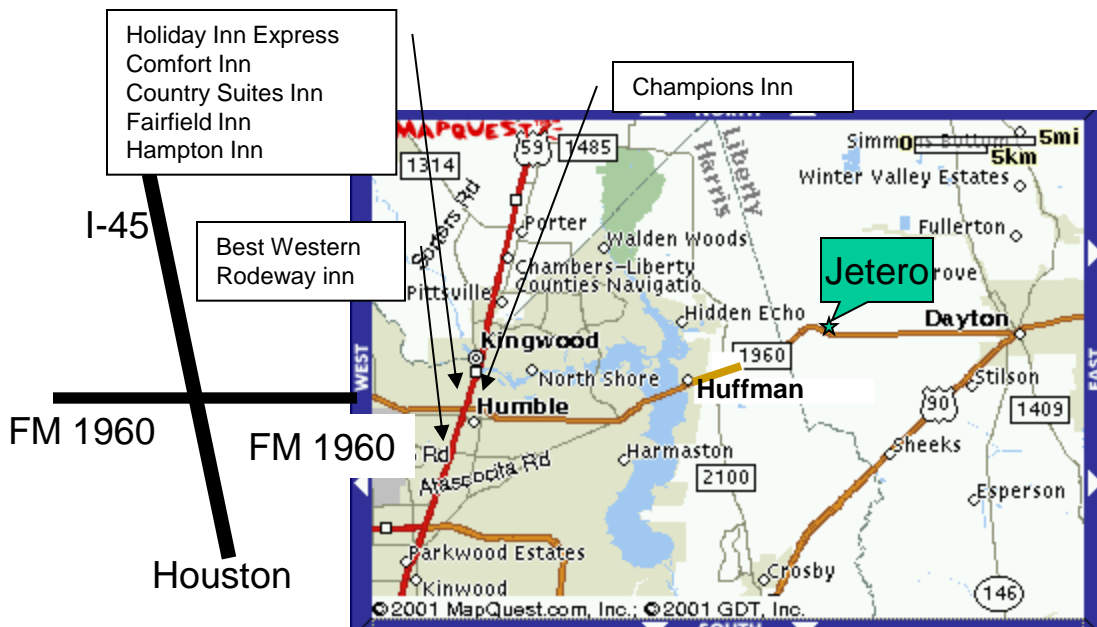 Holiday Inn Express
Comfort Inn
Country Suites Inn
Fairfield Inn
Hampton Inn
Champions Inn
I-45
Best Western
Rodeway inn
FM 1960
FM 1960
Houston
MAPQUEST
NORTH
1314
59
1485
Harris
Liberty
0
5mi
5km
Winter Valley Estates
Fullerton
Porter
Walden Woods
Jetero
Chambers-Liberty
Counties Navigatio
Pittsville
Hidden Echo
Dayton
Kingwood
WEST
EAST
1960
North Shore
Huffman
Stilson
Humble
90
1409
Rd
Atascocita Rd
Harmaston
Sheeks
2100
Esperson
Parkwood Estates
Kinwood
Crosby
146
©2001 MapQuest.com, Inc.; ©2001 GDT, Inc.
SOUTH